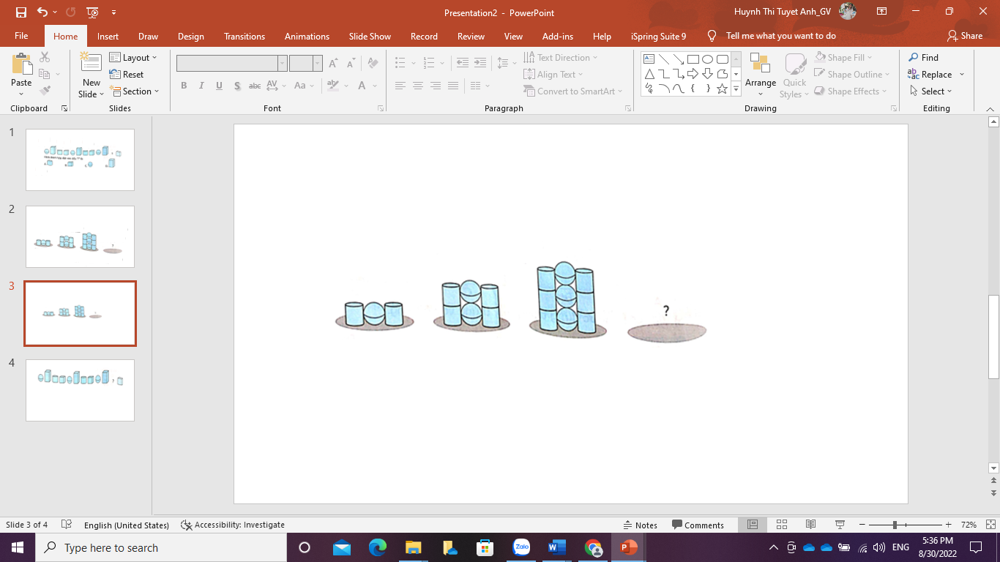 Presentation2 - PowerPoint
Huynh Thi Tuyet Anh_GV
File Home Insert Draw Design Transitions Animations Slide Show Record Review View Add-ins Help iSpring Suite 9 Tell me what you want to do Share
Paste
Clipboard
New Slide
Layout
Reset
Section
Slides
B I U S abc AV Aa A
Font
Text Direction
Align Text
Convert to SmartArt
Paragraph
Arrange
Quick Styles
Shape Fill
Shape Outline
Shape Effects
Drawing
Find
Replace
Select
Editing
1
2
3
4
?
Slide 3 of 4 English (United States) Accessibility: Investigate Notes Comments 72%
Type here to search
Zalo
ENG
5:36 PM
8/30/2022